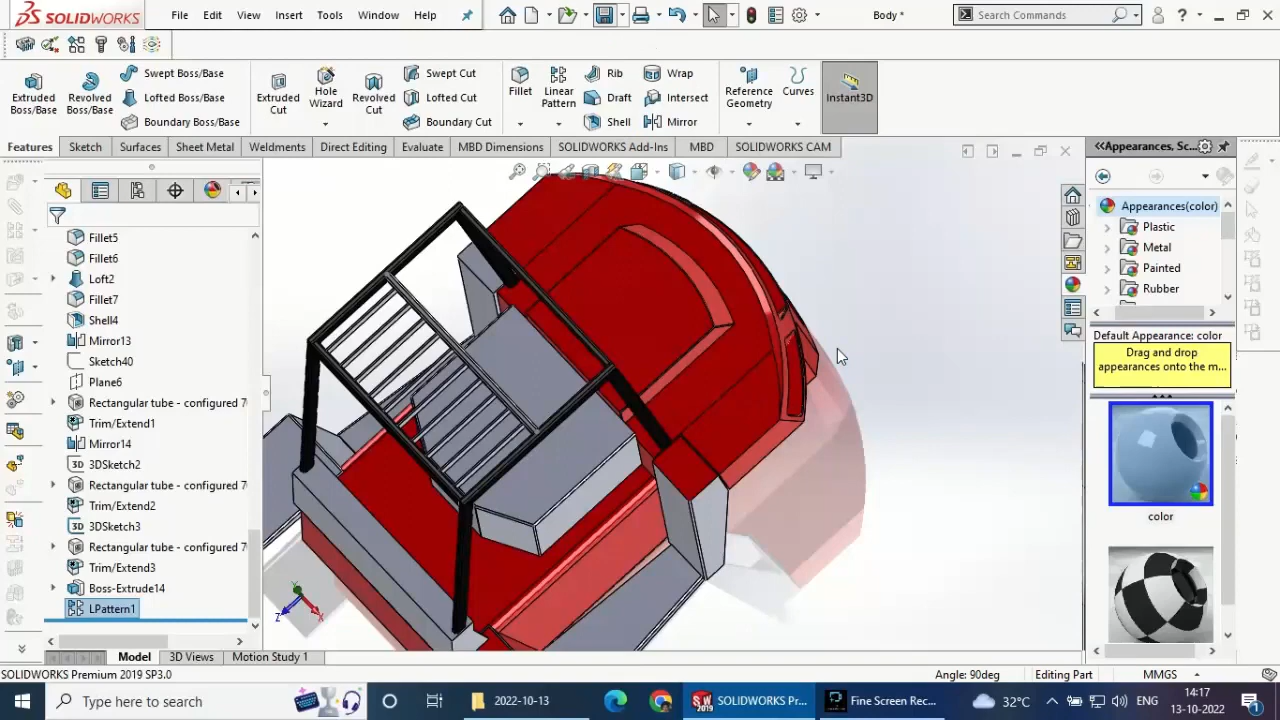 SOLIDWORKS
File Edit View Insert Tools Window Help
Body *
Search Commands
Extruded Boss/Base
Revolved Boss/Base
Swept Boss/Base
Lofted Boss/Base
Boundary Boss/Base
Extruded Cut
Hole Wizard
Revolved Cut
Swept Cut
Lofted Cut
Boundary Cut
Fillet
Linear Pattern
Rib
Draft
Shell
Wrap
Intersect
Mirror
Reference Geometry
Curves
Instant3D
Features Sketch Surfaces Sheet Metal Weldments Direct Editing Evaluate MBD Dimensions SOLIDWORKS Add-Ins MBD SOLIDWORKS CAM
Fillet5
Fillet6
Loft2
Fillet7
Shell4
Mirror13
Sketch40
Plane6
Rectangular tube - configured 7
Trim/Extend1
Mirror14
3D 3DSketch2
Rectangular tube - configured 7
Trim/Extend2
3D 3DSketch3
Rectangular tube - configured 7
Trim/Extend3
Boss-Extrude14
LPattern1
Z X
Appearances, Sc...
Appearances(color)
Plastic
Metal
Painted
Rubber
Default Appearance: color
Drag and drop
appearances onto the m...
color
Model 3D Views Motion Study 1
SOLIDWORKS Premium 2019 SP3.0
Angle: 90deg Editing Part MMGS
Type here to search
2022-10-13
SW 2019
SOLIDWORKS Pr...
Fine Screen Rec...
32°C
ENG
14:17
13-10-2022
1